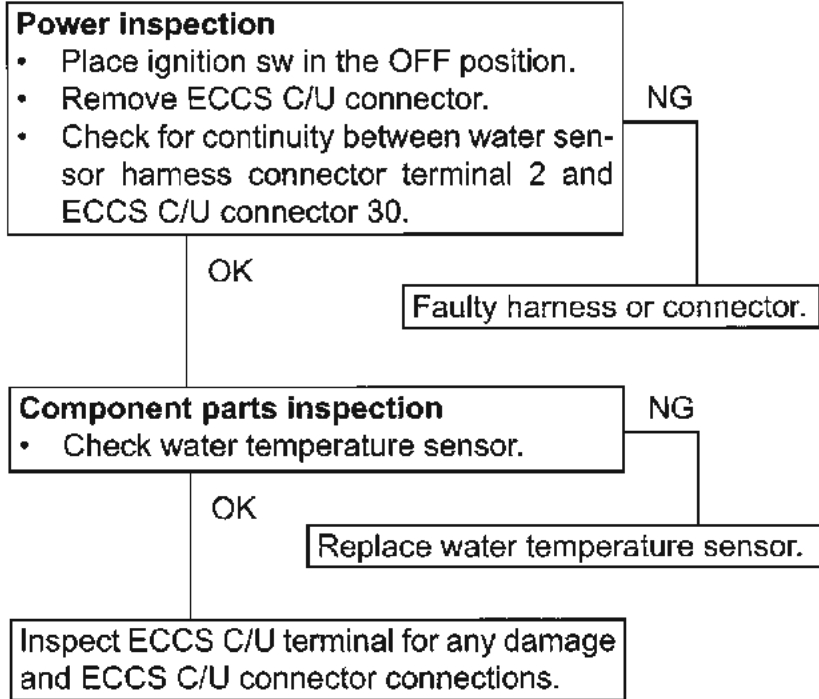 Power inspection
• Place ignition sw in the OFF position.
• Remove ECCS C/U connector.
• Check for continuity between water sen-
sor harness connector terminal 2 and
ECCS C/U connector 30.
NG
OK
Faulty harness or connector.
Component parts inspection
• Check water temperature sensor.
NG
OK
Replace water temperature sensor.
Inspect ECCS C/U terminal for any damage
and ECCS C/U connector connections.